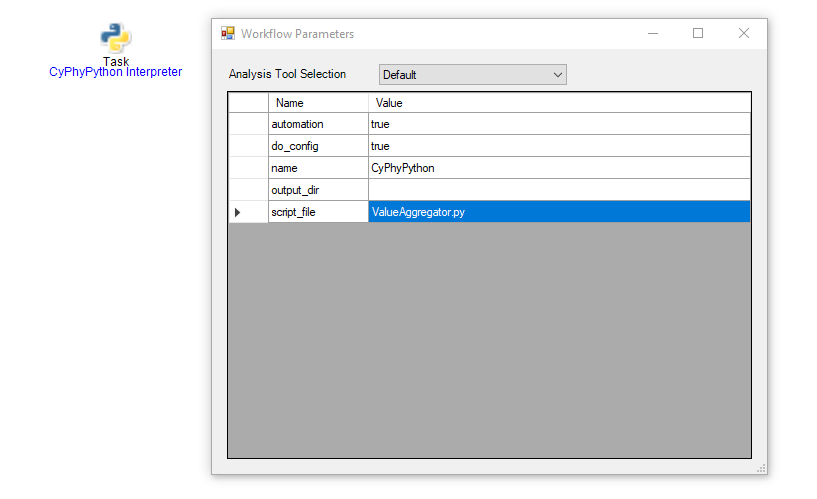 Task
CyPhyPython Interpreter
Workflow Parameters
Analysis Tool Selection Default
Name Value
automation true
do_config true
name CyPhyPython
output_dir
script_file ValueAggregator.py